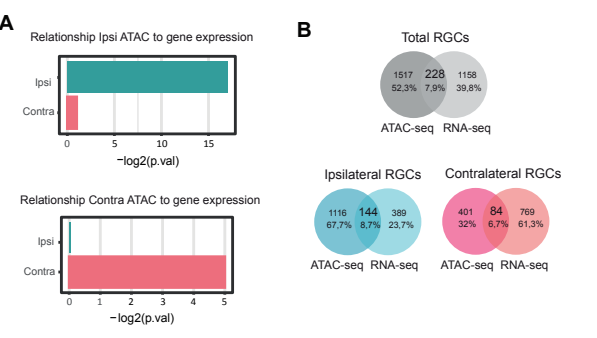 A
Relationship Ipsi ATAC to gene expression
Ipsi
Contra
0 5 10 15
−log2(p.val)
Relationship Contra ATAC to gene expression
Ipsi
Contra
0 1 2 3 4 5
−log2(p.val)
B
Total RGCs
1517 228 1158
52,3% 7,9% 39,8%
ATAC-seq RNA-seq
Ipsilateral RGCs
1116 144 389
67,7% 8,7% 23,7%
ATAC-seq RNA-seq
Contralateral RGCs
401 84 769
32% 6,7% 61,3%
ATAC-seq RNA-seq